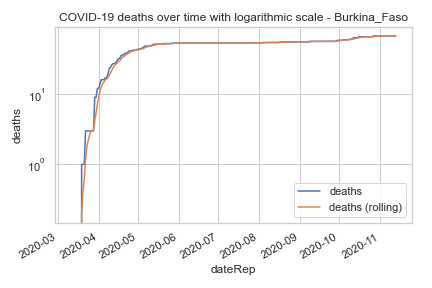 COVID-19 deaths over time with logarithmic scale - Burkina_Faso
deaths
10¹
10⁰
deaths
deaths (rolling)
2020-03
2020-04
2020-05
2020-06
2020-07
2020-08
2020-09
2020-10
2020-11
dateRep